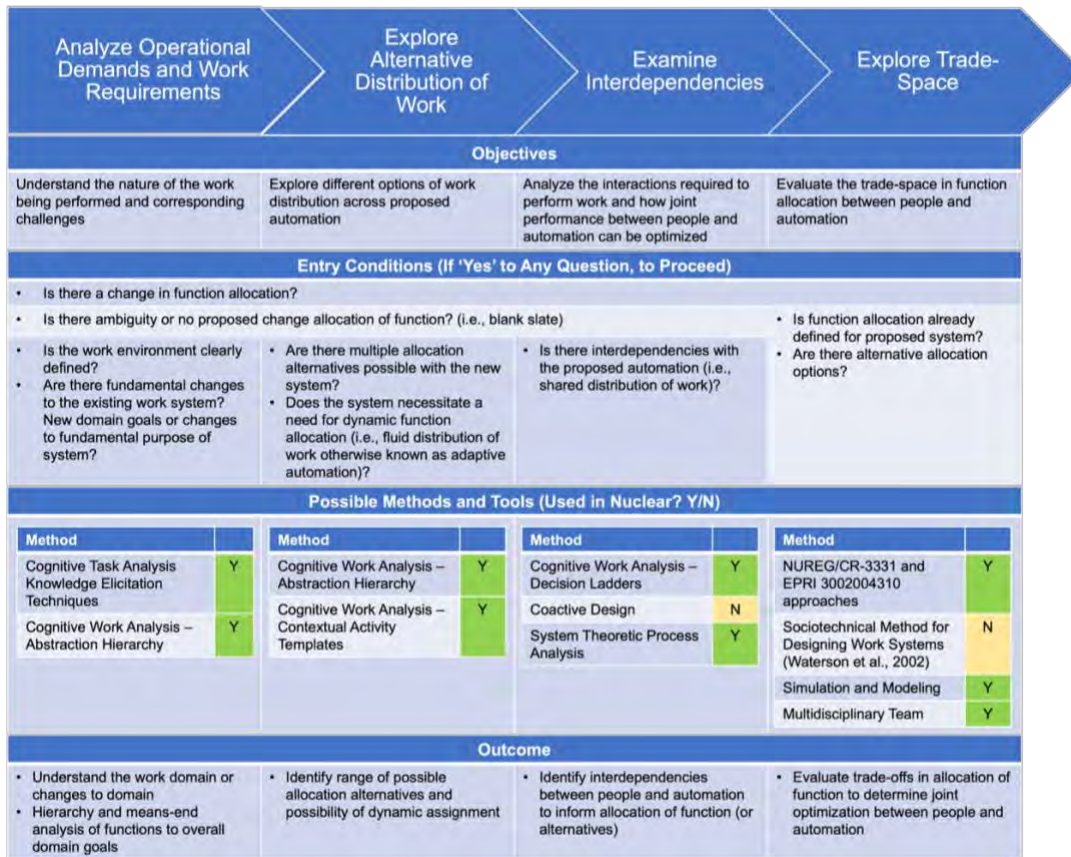 Analyze Operational
Demands and Work
Requirements
Explore
Alternative
Distribution of
Work
Examine
Interdependencies
Explore Trade-
Space
Objectives
Understand the nature of the work
being performed and corresponding
challenges
Explore different options of work
distribution across proposed
automation
Analyze the interactions required to
perform work and how joint
performance between people and
automation can be optimized
Evaluate the trade-space in function
allocation between people and
automation
Entry Conditions (If ‘Yes’ to Any Question, to Proceed)
• Is there a change in function allocation?
• Is there ambiguity or no proposed change allocation of function? (i.e., blank slate)
• Is the work environment clearly
defined?
• Are there fundamental changes
to the existing work system?
New domain goals or changes
to fundamental purpose of
system?
• Are there multiple allocation
alternatives possible with the new
system?
• Does the system necessitate a
need for dynamic function
allocation (i.e., fluid distribution of
work otherwise known as adaptive
automation)?
• Is there interdependencies with
the proposed automation (i.e.,
shared distribution of work)?
• Is function allocation already
defined for proposed system?
• Are there alternative allocation
options?
Possible Methods and Tools (Used in Nuclear? Y/N)
Method
Cognitive Task Analysis Y
Knowledge Elicitation
Techniques
Cognitive Work Analysis – Y
Abstraction Hierarchy
Method
Cognitive Work Analysis – Y
Abstraction Hierarchy
Cognitive Work Analysis – Y
Contextual Activity
Templates
Method
Cognitive Work Analysis – Y
Decision Ladders
Coactive Design N
System Theoretic Process Y
Analysis
Method
NUREG/CR-3331 and Y
EPRI 3002004310
approaches
Sociotechnical Method for N
Designing Work Systems
(Waterson et al., 2002)
Simulation and Modeling Y
Multidisciplinary Team Y
Outcome
• Understand the work domain or
changes to domain
• Hierarchy and means-end
analysis of functions to overall
domain goals
• Identify range of possible
allocation alternatives and
possibility of dynamic assignment
• Identify interdependencies
between people and automation
to inform allocation of function (or
alternatives)
• Evaluate trade-offs in allocation of
function to determine joint
optimization between people and
automation